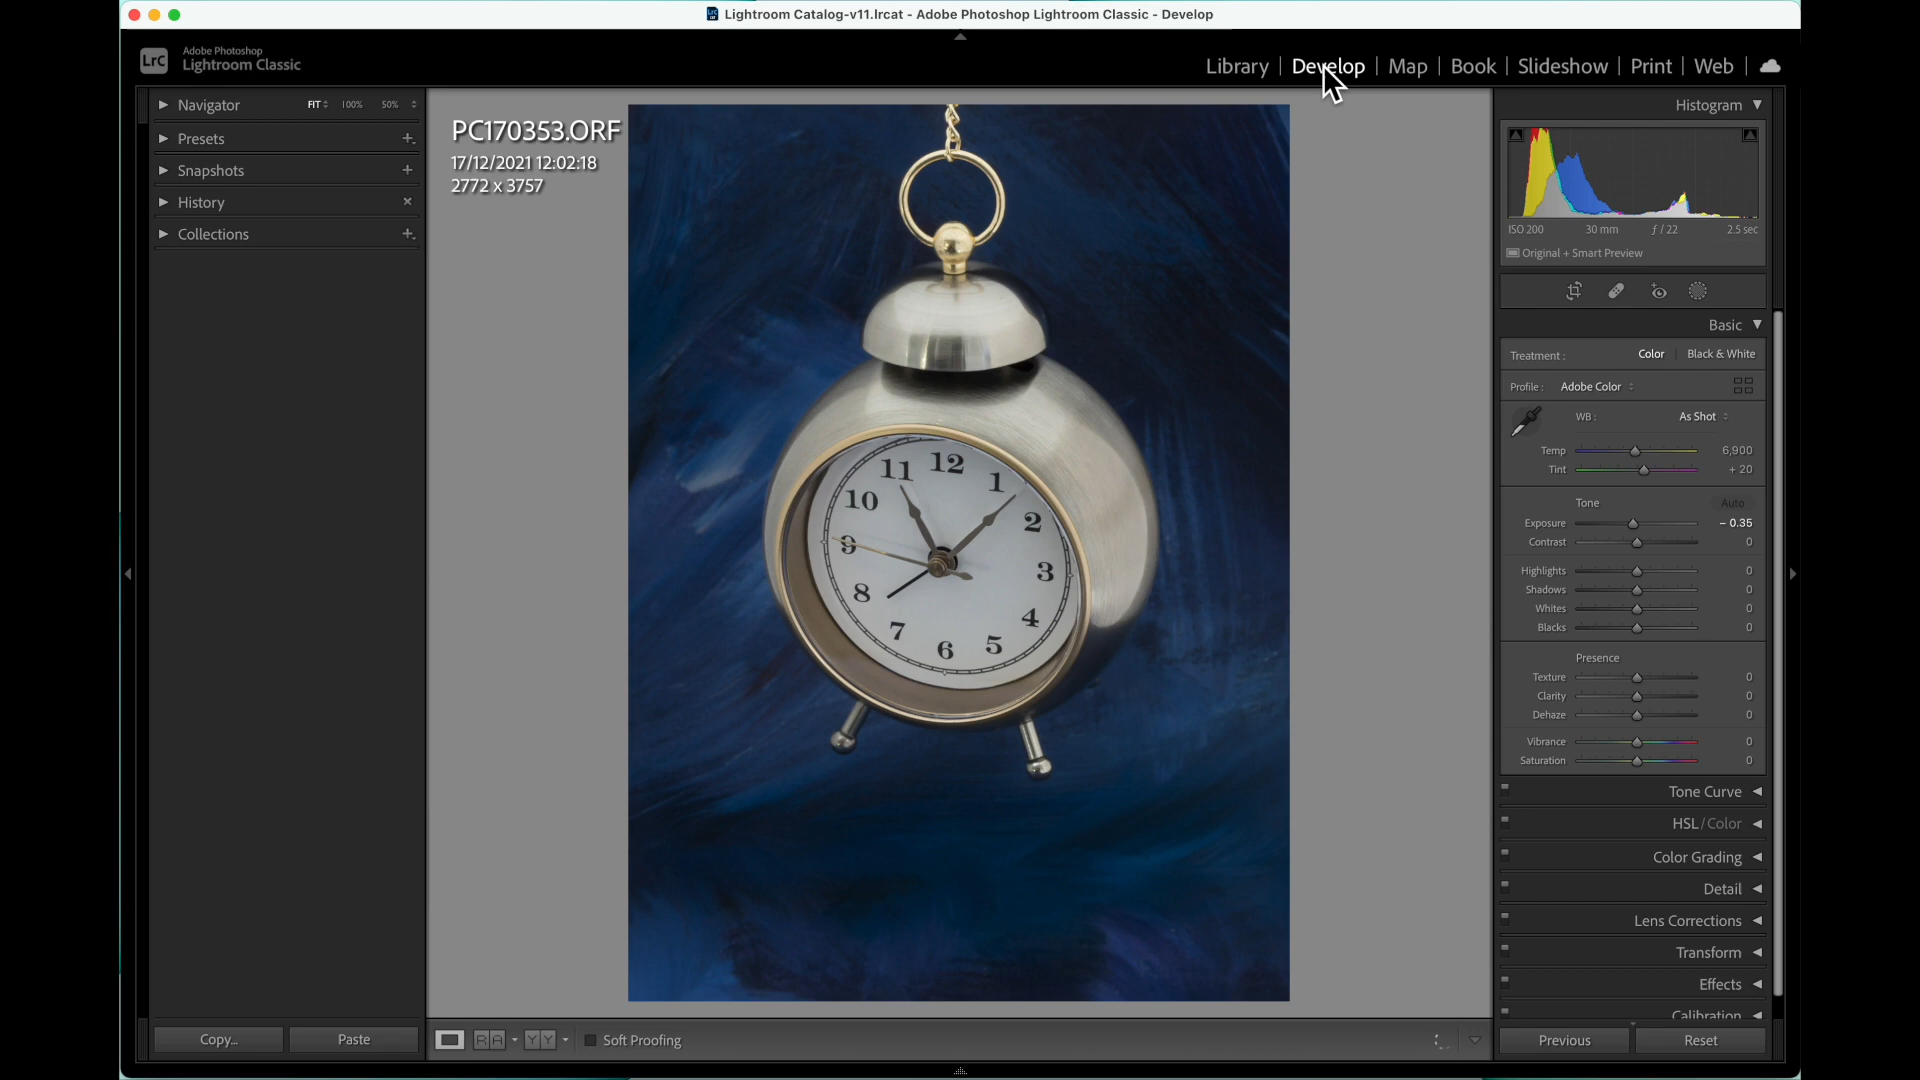 Lightroom Catalog-v11.lrcat - Adobe Photoshop Lightroom Classic - Develop
LrC
Adobe Photoshop
Lightroom Classic
Library | Develop | Map | Book | Slideshow | Print | Web
Navigator FIT 100% 50%
Presets
Snapshots
History
Collections
Copy...
Paste
PC170353.ORF
17/12/2021 12:02:18
2772 x 3757
12
1
2
3
4
5
6
7
8
9
10
11
Soft Proofing
Histogram
ISO 200 30 mm ƒ / 22 2.5 sec
Original + Smart Preview
Basic
Treatment : Color Black & White
Profile : Adobe Color
WB : As Shot
Temp 6,900
Tint + 20
Tone Auto
Exposure – 0.35
Contrast 0
Highlights 0
Shadows 0
Whites 0
Blacks 0
Presence
Texture 0
Clarity 0
Dehaze 0
Vibrance 0
Saturation 0
Tone Curve
HSL / Color
Color Grading
Detail
Lens Corrections
Transform
Effects
Calibration
Previous
Reset